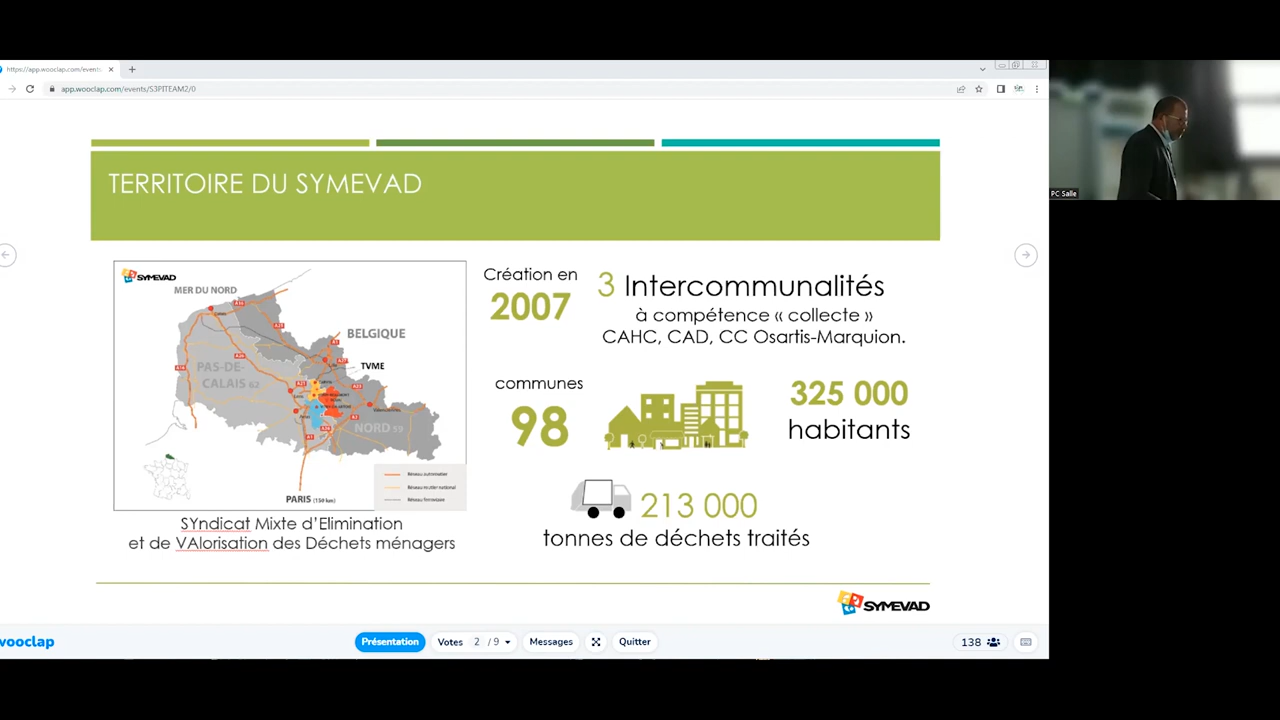 https://app.wooclap.com/events
app.wooclap.com/events/S3PITEAM2/0
PC Salle
TERRITOIRE DU SYMEVAD
SYMEVAD
MER DU NORD
BELGIQUE
TVME
PAS-DE-
CALAIS 62
NORD 59
PARIS (150 km)
Réseau autoroutier
Réseau routier national
Réseau ferroviaire
SYndicat Mixte d'Elimination
et de VAlorisation des Déchets ménagers
Création en
2007
3 Intercommunalités
à compétence « collecte »
CAHC, CAD, CC Osartis-Marquion.
communes
98
325 000
habitants
213 000
tonnes de déchets traités
SYMEVAD
wooclap
Présentation
Votes 2 / 9
Messages
Quitter
138